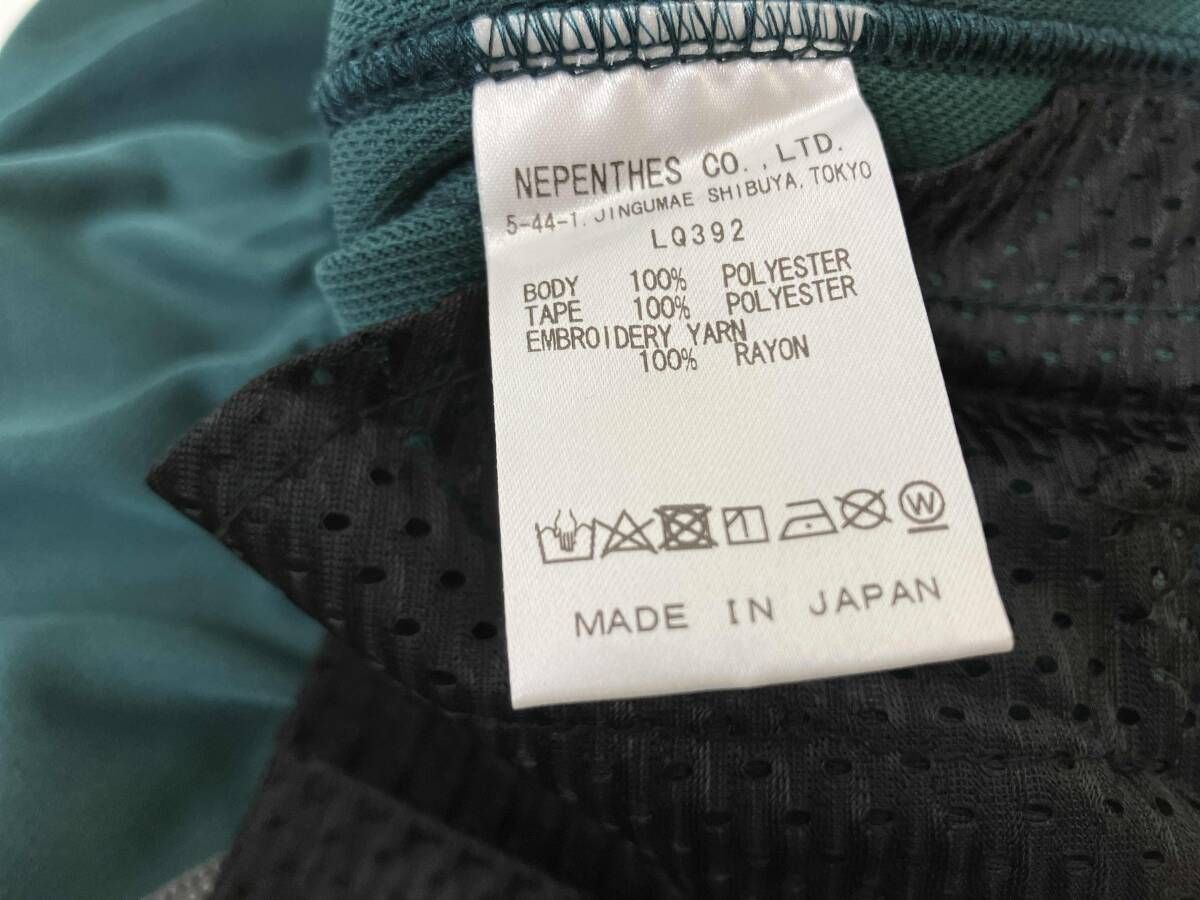 NEPENTHES CO.,LTD.
5-44-1, JINGUMAE SHIBUYA, TOKYO
LQ392
BODY 100% POLYESTER
TAPE 100% POLYESTER
EMBROIDERY YARN
100% RAYON
W
MADE IN JAPAN